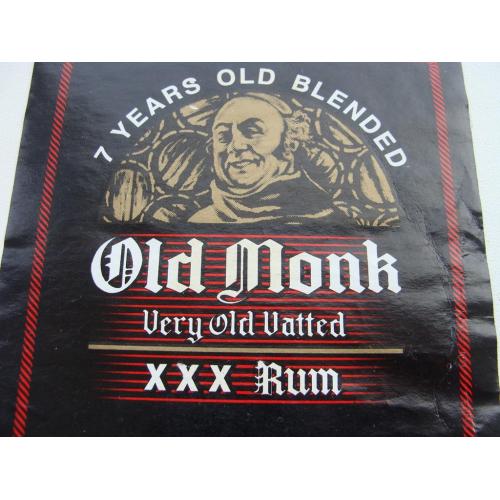 7 YEARS OLD BLENDED
Old Monk
Very Old Vatted
XXX Rum